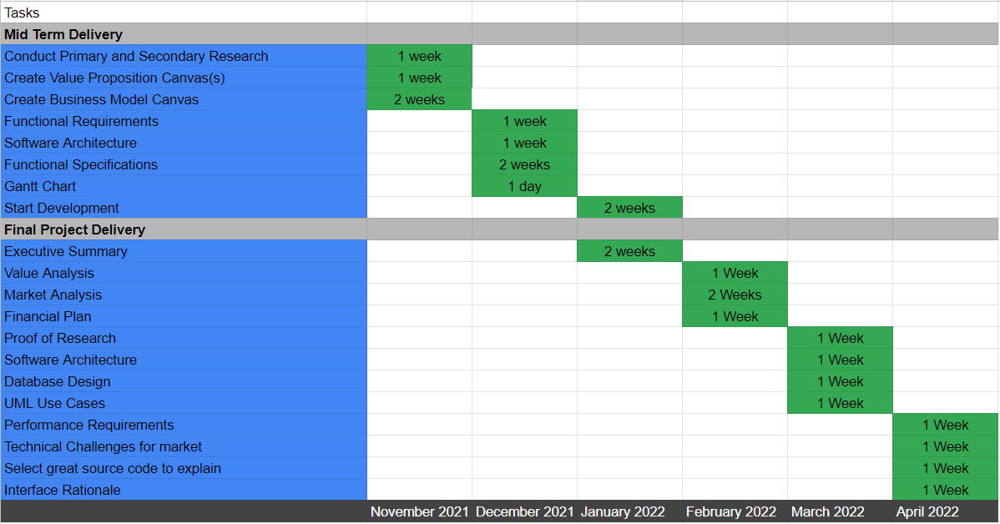 Tasks
Mid Term Delivery
Conduct Primary and Secondary Research 1 week
Create Value Proposition Canvas(s) 1 week
Create Business Model Canvas 2 weeks
Functional Requirements 1 week
Software Architecture 1 week
Functional Specifications 2 weeks
Gantt Chart 1 day
Start Development 2 weeks
Final Project Delivery
Executive Summary 2 weeks
Value Analysis 1 Week
Market Analysis 2 Weeks
Financial Plan 1 Week
Proof of Research 1 Week
Software Architecture 1 Week
Database Design 1 Week
UML Use Cases 1 Week
Performance Requirements 1 Week
Technical Challenges for market 1 Week
Select great source code to explain 1 Week
Interface Rationale 1 Week
November 2021 December 2021 January 2022 February 2022 March 2022 April 2022